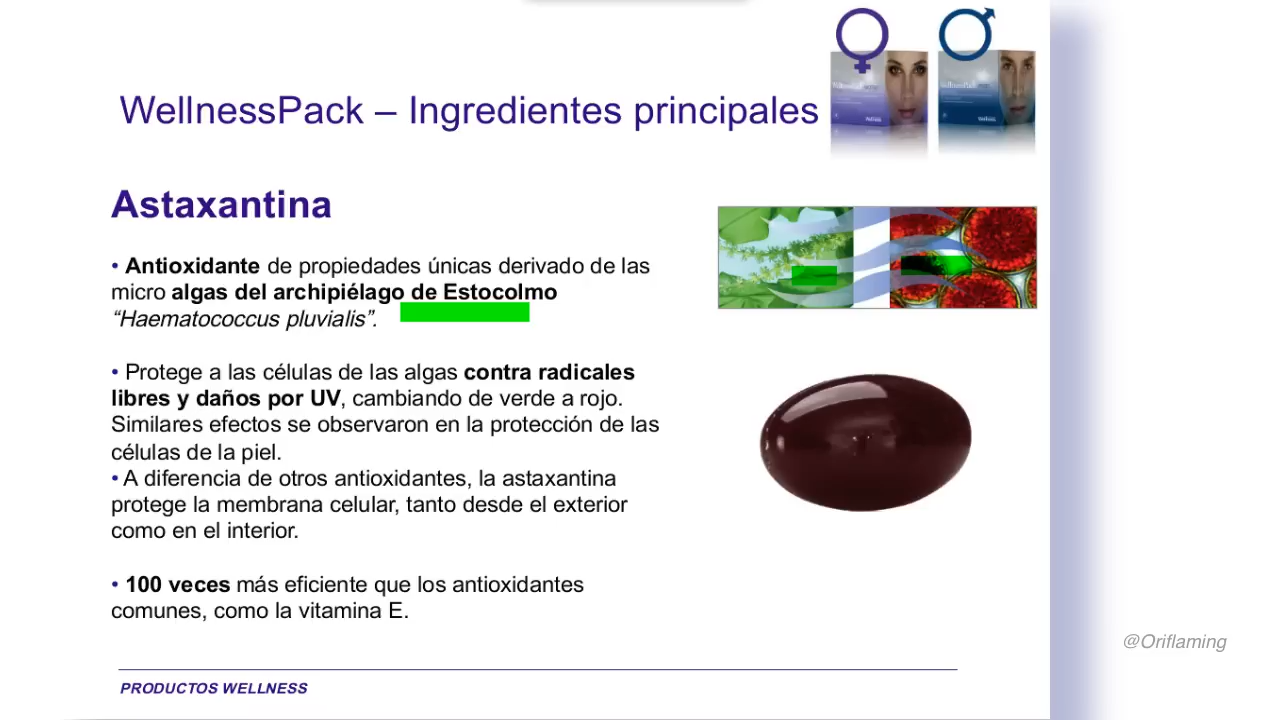 WellnessPack – Ingredientes principales
Astaxantina
• Antioxidante de propiedades únicas derivado de las
micro algas del archipiélago de Estocolmo
“Haematococcus pluvialis”.
• Protege a las células de las algas contra radicales
libres y daños por UV, cambiando de verde a rojo.
Similares efectos se observaron en la protección de las
células de la piel.
• A diferencia de otros antioxidantes, la astaxantina
protege la membrana celular, tanto desde el exterior
como en el interior.
• 100 veces más eficiente que los antioxidantes
comunes, como la vitamina E.
@Oriflaming
PRODUCTOS WELLNESS